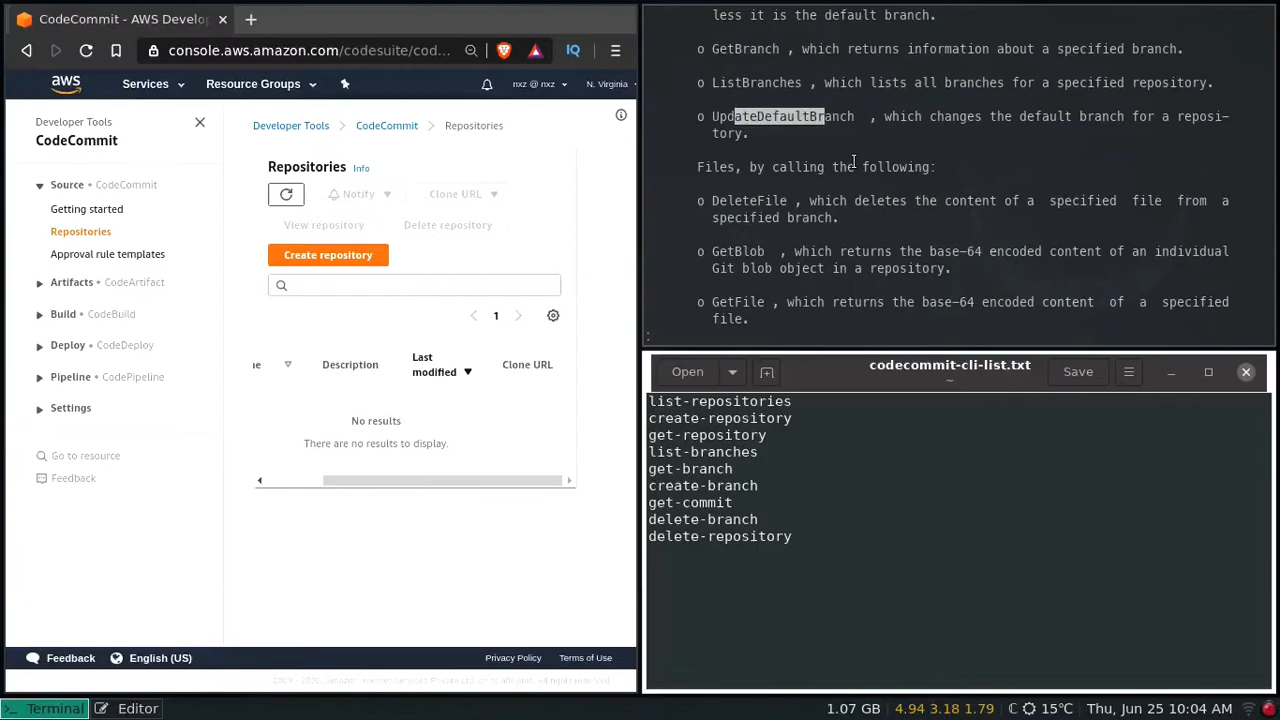 CodeCommit - AWS Develop
console.aws.amazon.com/codesuite/cod...
IQ
aws
Services
Resource Groups
nxz @ nxz
N. Virginia
Developer Tools
CodeCommit
Source • CodeCommit
Getting started
Repositories
Approval rule templates
Artifacts • CodeArtifact
Build • CodeBuild
Deploy • CodeDeploy
Pipeline • CodePipeline
Settings
Go to resource
Feedback
Developer Tools
CodeCommit
Repositories
Repositories Info
Notify
Clone URL
View repository
Delete repository
Create repository
1
me
Description
Last
modified
Clone URL
No results
There are no results to display.
Feedback
English (US)
Privacy Policy
Terms of Use
less it is the default branch.
o GetBranch , which returns information about a specified branch.
o ListBranches , which lists all branches for a specified repository.
o UpdateDefaultBranch , which changes the default branch for a reposi-
tory.
Files, by calling the following:
o DeleteFile , which deletes the content of a specified file from a
specified branch.
o GetBlob , which returns the base-64 encoded content of an individual
Git blob object in a repository.
o GetFile , which returns the base-64 encoded content of a specified
file.
:
Open
codecommit-cli-list.txt
~
Save
list-repositories
create-repository
get-repository
list-branches
get-branch
create-branch
get-commit
delete-branch
delete-repository
>_ Terminal
Editor
1.07 GB
4.94 3.18 1.79
15°C
Thu, Jun 25 10:04 AM